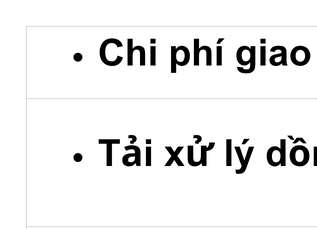 • Chi phí giao
• Tải xử lý